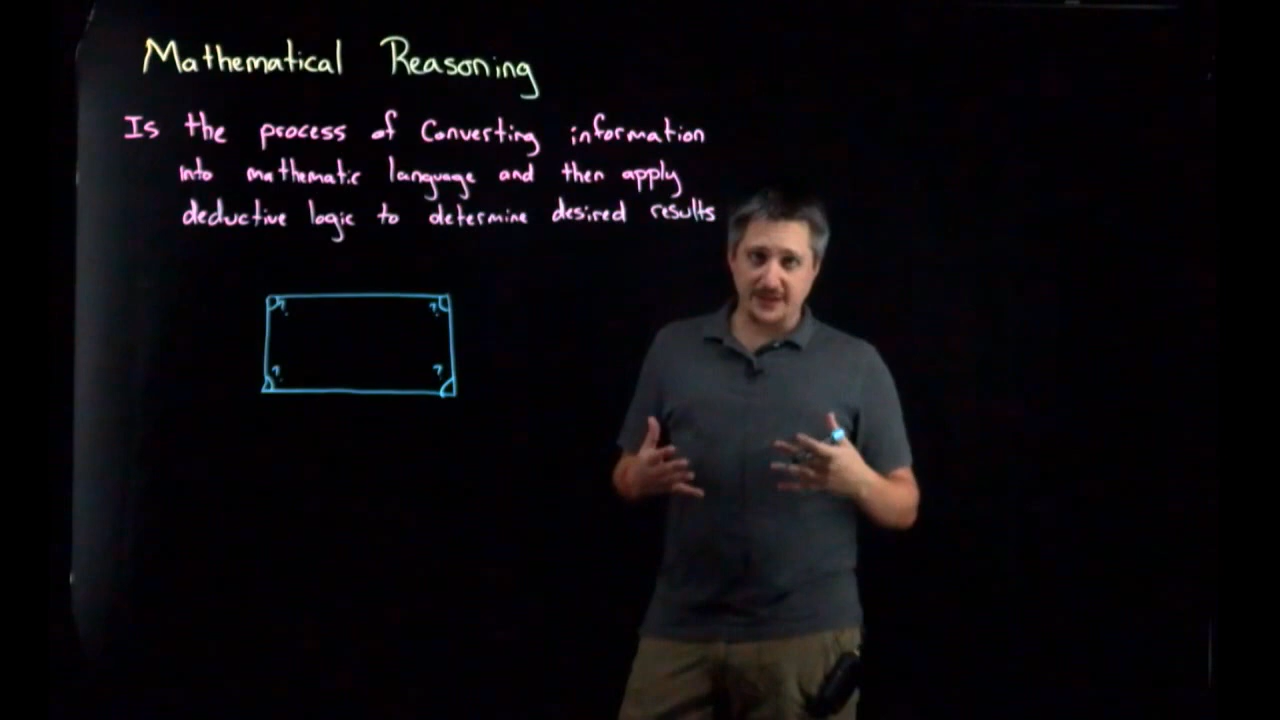 Mathematical Reasoning
Is the process of Converting information
into mathematic language and then apply
deductive logic to determine desired results
? ?
? ?